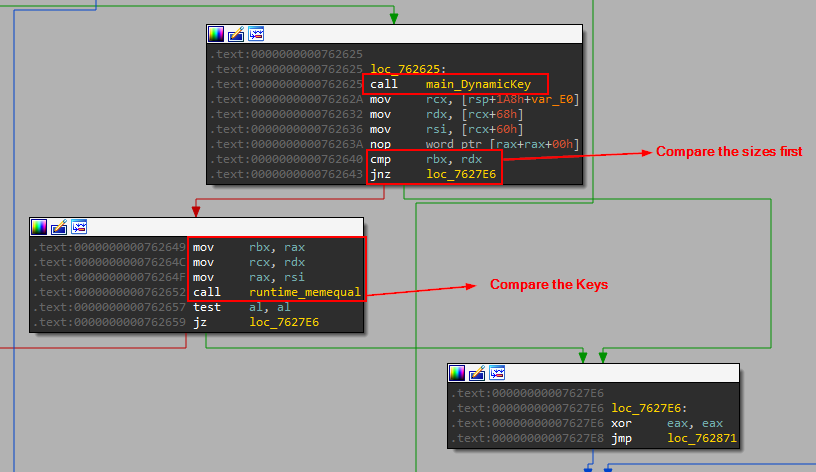 .text:0000000000762625
.text:0000000000762625 loc_762625:
.text:0000000000762625 call main_DynamicKey
.text:000000000076262A mov rcx, [rsp+1A8h+var_E0]
.text:0000000000762632 mov rdx, [rcx+68h]
.text:0000000000762636 mov rsi, [rcx+60h]
.text:000000000076263A nop word ptr [rax+rax+00h]
.text:0000000000762640 cmp rbx, rdx
.text:0000000000762643 jnz loc_7627E6
Compare the sizes first
.text:0000000000762649 mov rbx, rax
.text:000000000076264C mov rcx, rdx
.text:000000000076264F mov rax, rsi
.text:0000000000762652 call runtime_memequal
.text:0000000000762657 test al, al
.text:0000000000762659 jz loc_7627E6
Compare the Keys
.text:00000000007627E6
.text:00000000007627E6 loc_7627E6:
.text:00000000007627E6 xor eax, eax
.text:00000000007627E8 jmp loc_762871